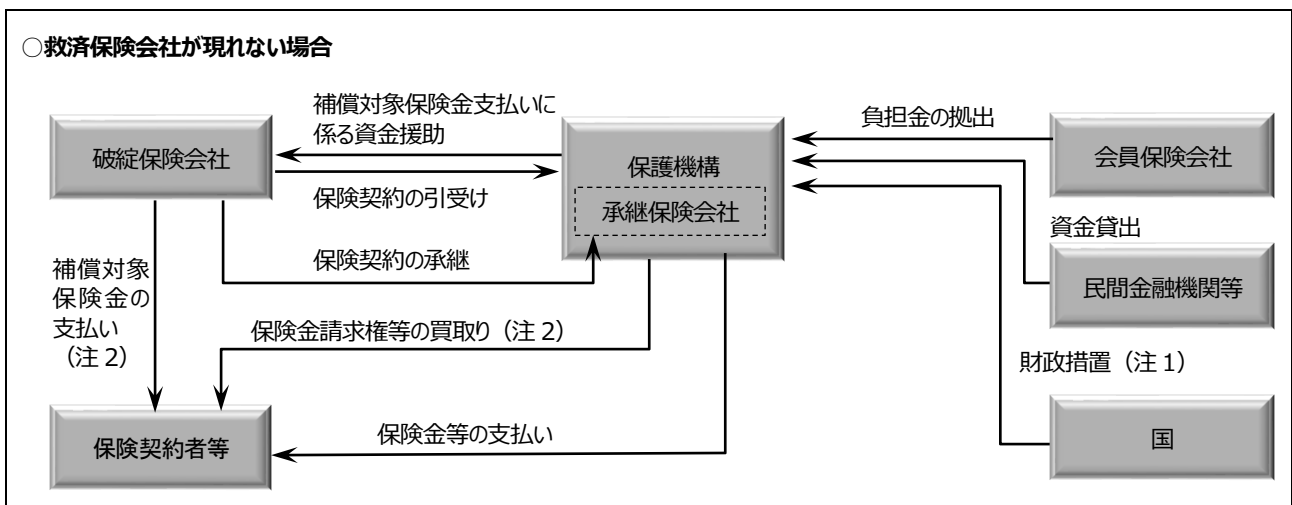 ○救済保険会社が現れない場合
補償対象保険金支払いに
係る資金援助
負担金の拠出
破綻保険会社
保護機構
会員保険会社
保険契約の引受け
承継保険会社
資金貸出
保険契約の承継
補償対象
保険金の
支払い
（注２）
民間金融機関等
保険金請求権等の買取り（注２）
財政措置（注１）
保険金等の支払い
保険契約者等
国